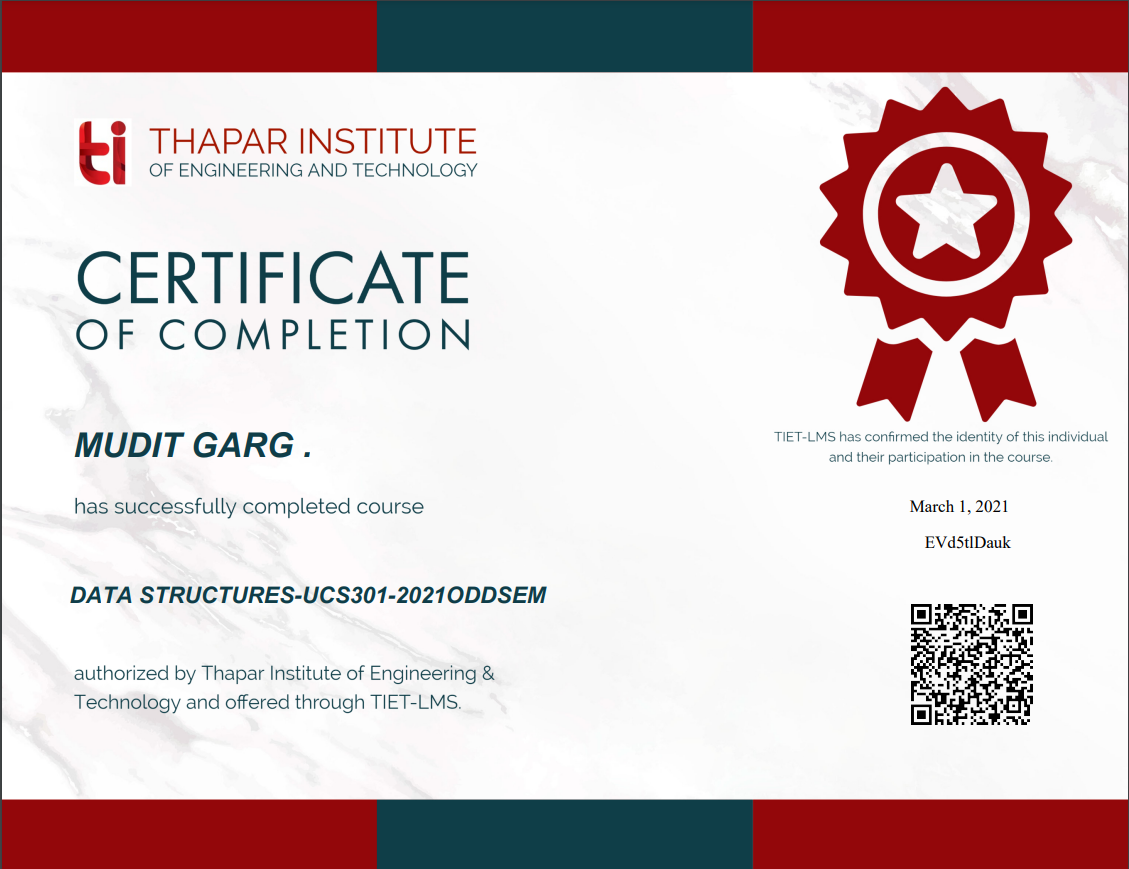 ti THAPAR INSTITUTE
OF ENGINEERING AND TECHNOLOGY
CERTIFICATE
OF COMPLETION
MUDIT GARG .
has successfully completed course
DATA STRUCTURES-UCS301-2021ODDSEM
authorized by Thapar Institute of Engineering &
Technology and offered through TIET-LMS.
TIET-LMS has confirmed the identity of this individual
and their participation in the course.
March 1, 2021
EVd5tlDauk